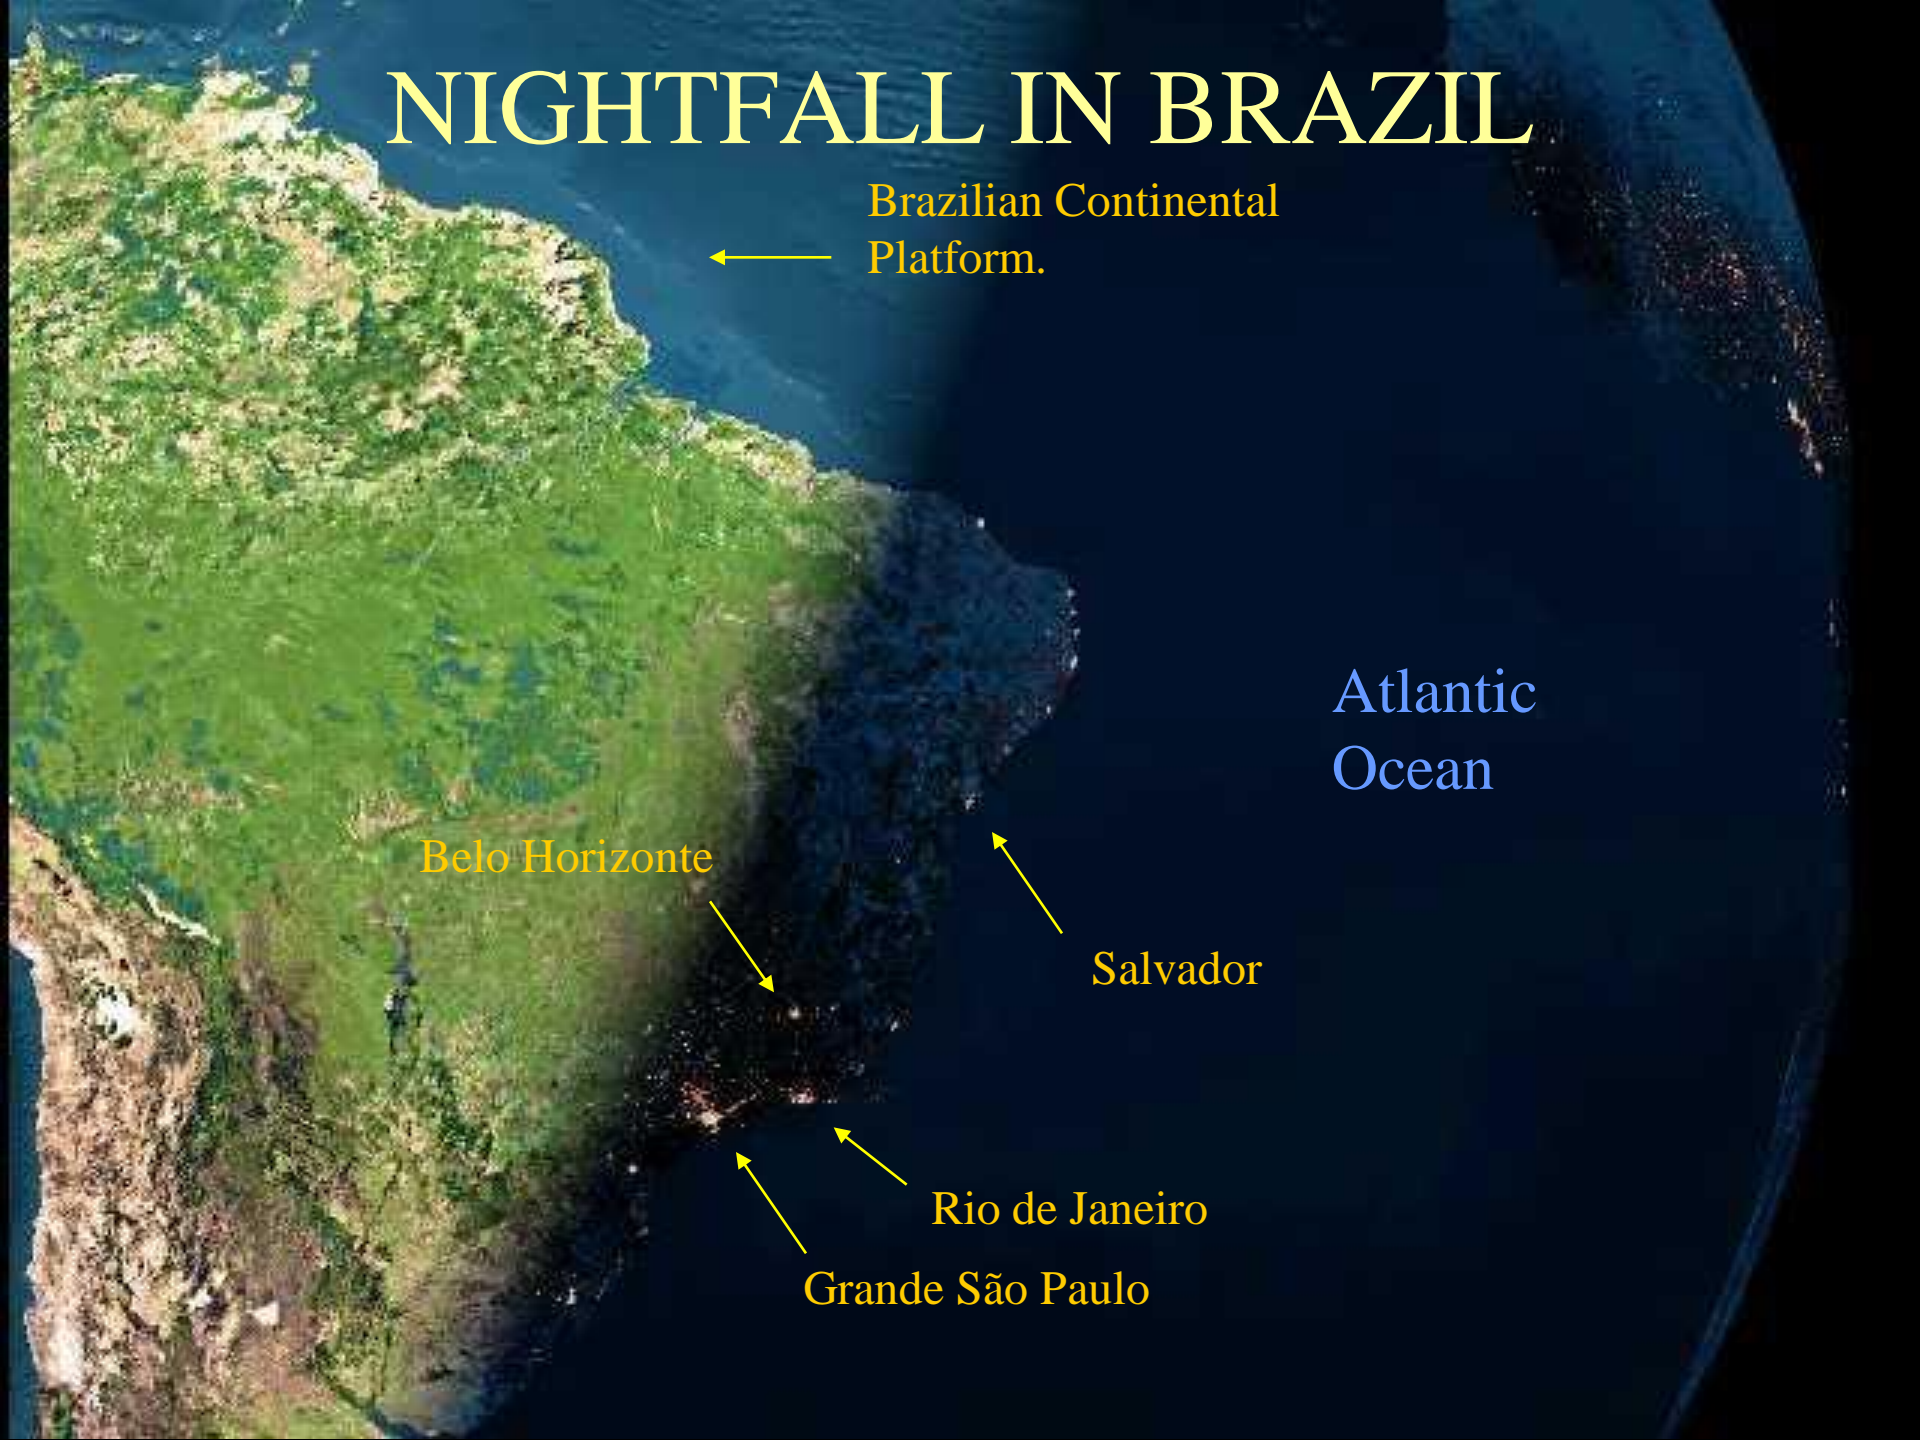 NIGHTFALL IN BRAZIL
Brazilian Continental
Platform.
Atlantic
Ocean
Belo Horizonte
Salvador
Rio de Janeiro
Grande São Paulo